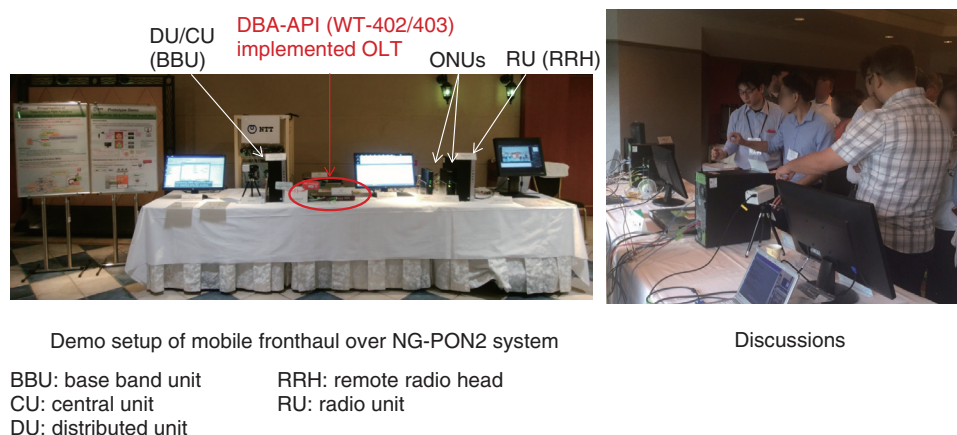 DU/CU
(BBU)
DBA-API (WT-402/403)
implemented OLT
ONUs
RU (RRH)
NTT
Demo setup of mobile fronthaul over NG-PON2 system
Discussions
BBU: base band unit
CU: central unit
DU: distributed unit
RRH: remote radio head
RU: radio unit